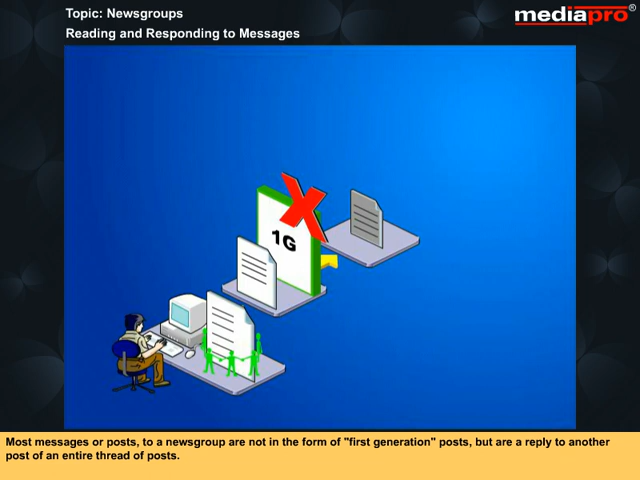 Topic: Newsgroups
mediapro®
Reading and Responding to Messages
1G
Most messages or posts, to a newsgroup are not in the form of "first generation" posts, but are a reply to another
post of an entire thread of posts.